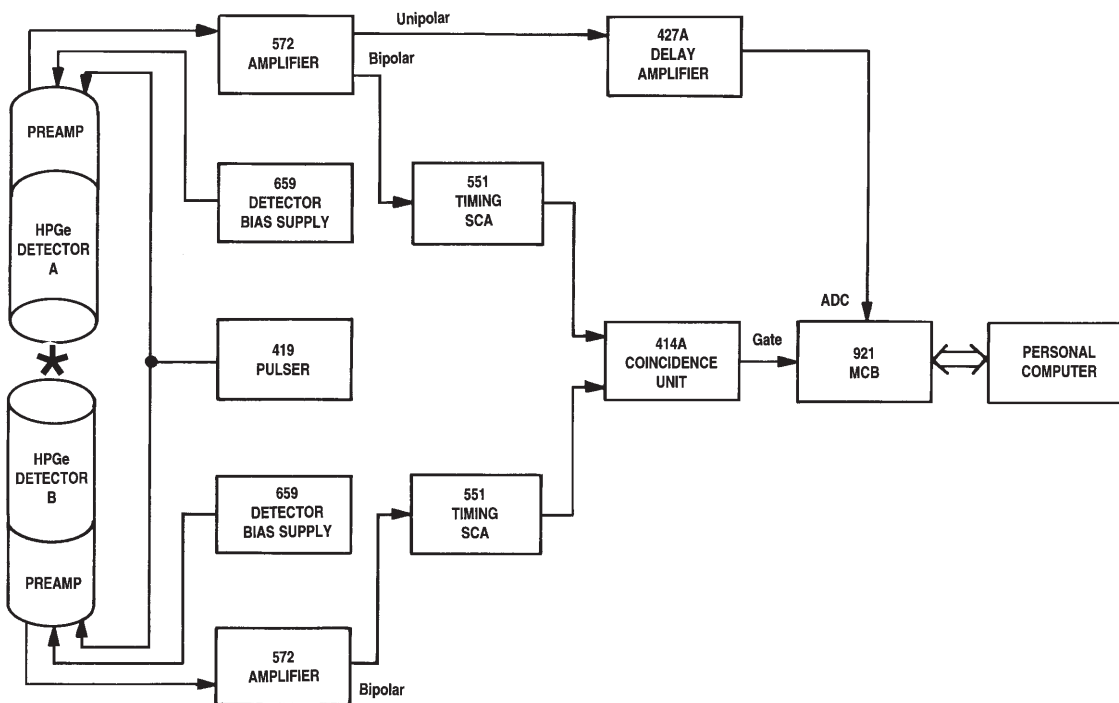 Unipolar
572
AMPLIFIER
427A
DELAY
AMPLIFIER
Bipolar
PREAMP
659
DETECTOR
BIAS SUPPLY
551
TIMING
SCA
HPGe
DETECTOR
A
ADC
419
PULSER
414A
COINCIDENCE
UNIT
Gate
921
MCB
PERSONAL
COMPUTER
HPGe
DETECTOR
B
659
DETECTOR
BIAS SUPPLY
551
TIMING
SCA
PREAMP
572
AMPLIFIER
Bipolar